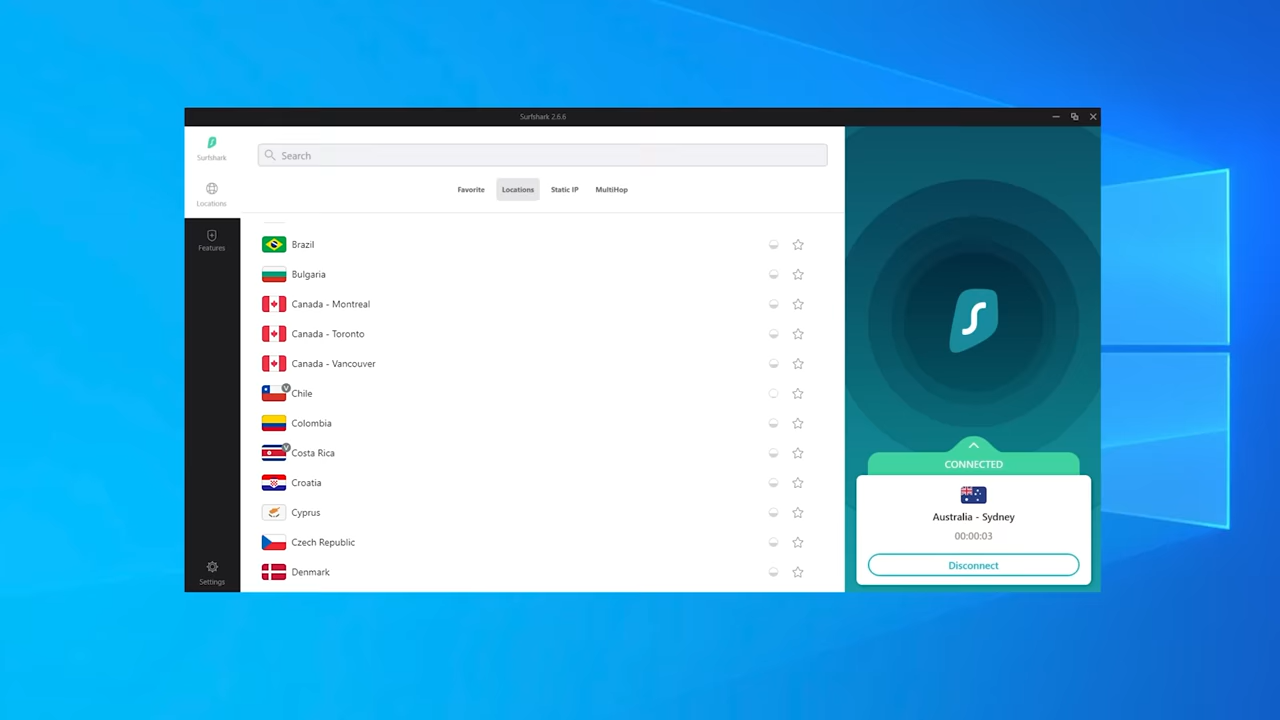 Surfshark 2.6.6
Surfshark
Locations
Features
Settings
Search
Favorite Locations Static IP MultiHop
Brazil
Bulgaria
Canada - Montreal
Canada - Toronto
Canada - Vancouver
V
Chile
Colombia
V
Costa Rica
Croatia
Cyprus
Czech Republic
Denmark
S
CONNECTED
Australia - Sydney
00:00:03
Disconnect